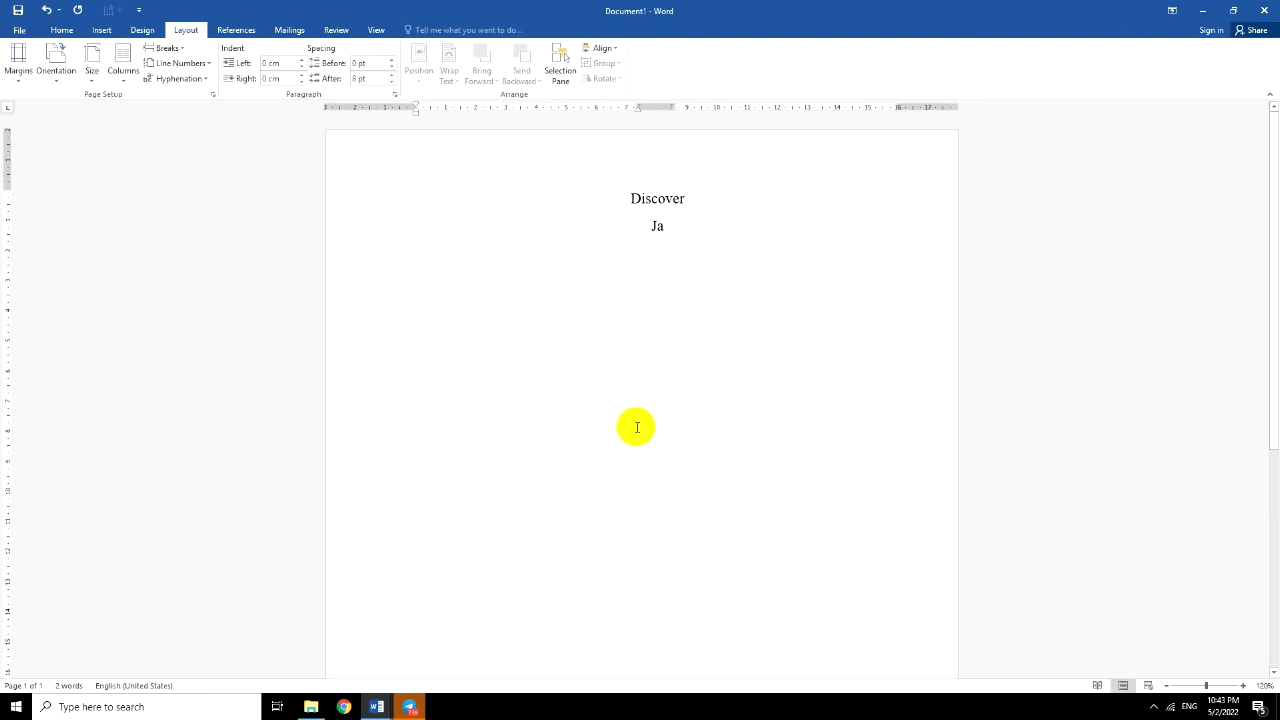 Document1 - Word
File Home Insert Design Layout References Mailings Review View Tell me what you want to do... Sign in Share
Margins Orientation Size Columns
Breaks
Line Numbers
Hyphenation
Page Setup
Indent Spacing
Left: 0 cm Before: 0 pt
Right: 0 cm After: 8 pt
Paragraph
Position Wrap Text Bring Forward Send Backward Selection Pane
Align
Group
Rotate
Arrange
Discover
Ja
Page 1 of 1 2 words English (United States) 120%
Type here to search
ENG
10:43 PM
5/2/2022